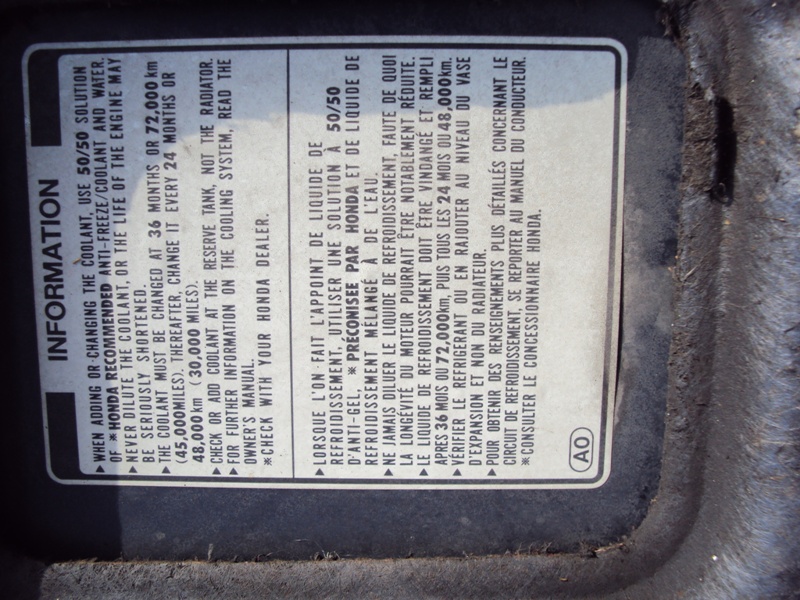 INFORMATION
▶WHEN ADDING OR CHANGING THE COOLANT, USE 50/50 SOLUTION
OF ※HONDA RECOMMENDED ANTI-FREEZE/COOLANT AND WATER.
▶NEVER DILUTE THE COOLANT, OR THE LIFE OF THE ENGINE MAY
BE SERIOUSLY SHORTENED.
▶THE COOLANT MUST BE CHANGED AT 36 MONTHS OR 72,000km
(45,000MILES). THEREAFTER, CHANGE IT EVERY 24 MONTHS OR
48,000km (30,000 MILES).
▶CHECK OR ADD COOLANT AT THE RESERVE TANK, NOT THE RADIATOR.
▶FOR FURTHER INFORMATION ON THE COOLING SYSTEM, READ THE
OWNER'S MANUAL.
※CHECK WITH YOUR HONDA DEALER.
▶LORSQUE L'ON FAIT L'APPOINT DE LIQUIDE DE
REFROIDISSEMENT, UTILISER UNE SOLUTION À 50/50
D'ANTI-GEL, ※PRÉCONISEE PAR HONDA ET DE LIQUIDE DE
REFROIDISSEMENT MÉLANGÉ À DE L'EAU.
▶NE JAMAIS DILUER LE LIQUIDE DE REFROIDISSEMENT, FAUTE DE QUOI
LA LONGÉVITÉ DU MOTEUR POURRAIT ÊTRE NOTABLEMENT RÉDUITE.
▶LE LIQUIDE DE REFROIDISSEMENT DOIT ÊTRE VINDANGÉ ET REMPLI
APRES 36 MOIS OU 72,000km, PUIS TOUS LES 24 MOIS OU 48,000km.
▶VÉRIFIER LE REFRIGERANT OU EN RAJOUTER AU NIVEAU DU VASE
D'EXPANSION ET NON DU RADIATEUR.
▶POUR OBTENIR DES RENSEIGNEMENTS PLUS DÉTAILLÉS CONCERNANT LE
CIRCUIT DE REFROIDISSEMENT, SE REPORTER AU MANUEL DU CONDUCTEUR.
※CONSULTER LE CONCESSIONNAIRE HONDA.
AO